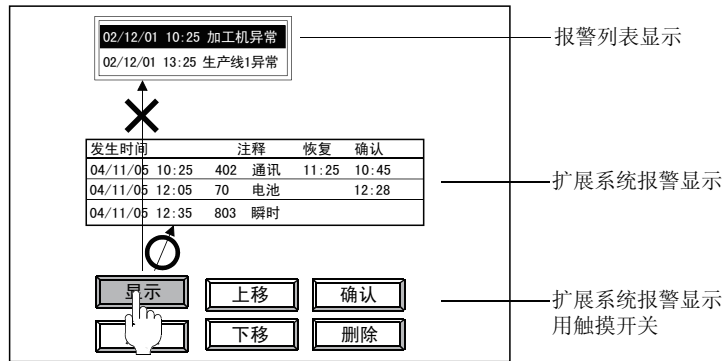 02/12/01 10:25 加工机异常
02/12/01 13:25 生产线1异常
报警列表显示
发生时间 注释 恢复 确认
04/11/05 10:25 402 通讯 11:25 10:45
04/11/05 12:05 70 电池 12:28
04/11/05 12:35 803 瞬时
扩展系统报警显示
显示 上移 确认
下移 删除
扩展系统报警显示
用触摸开关